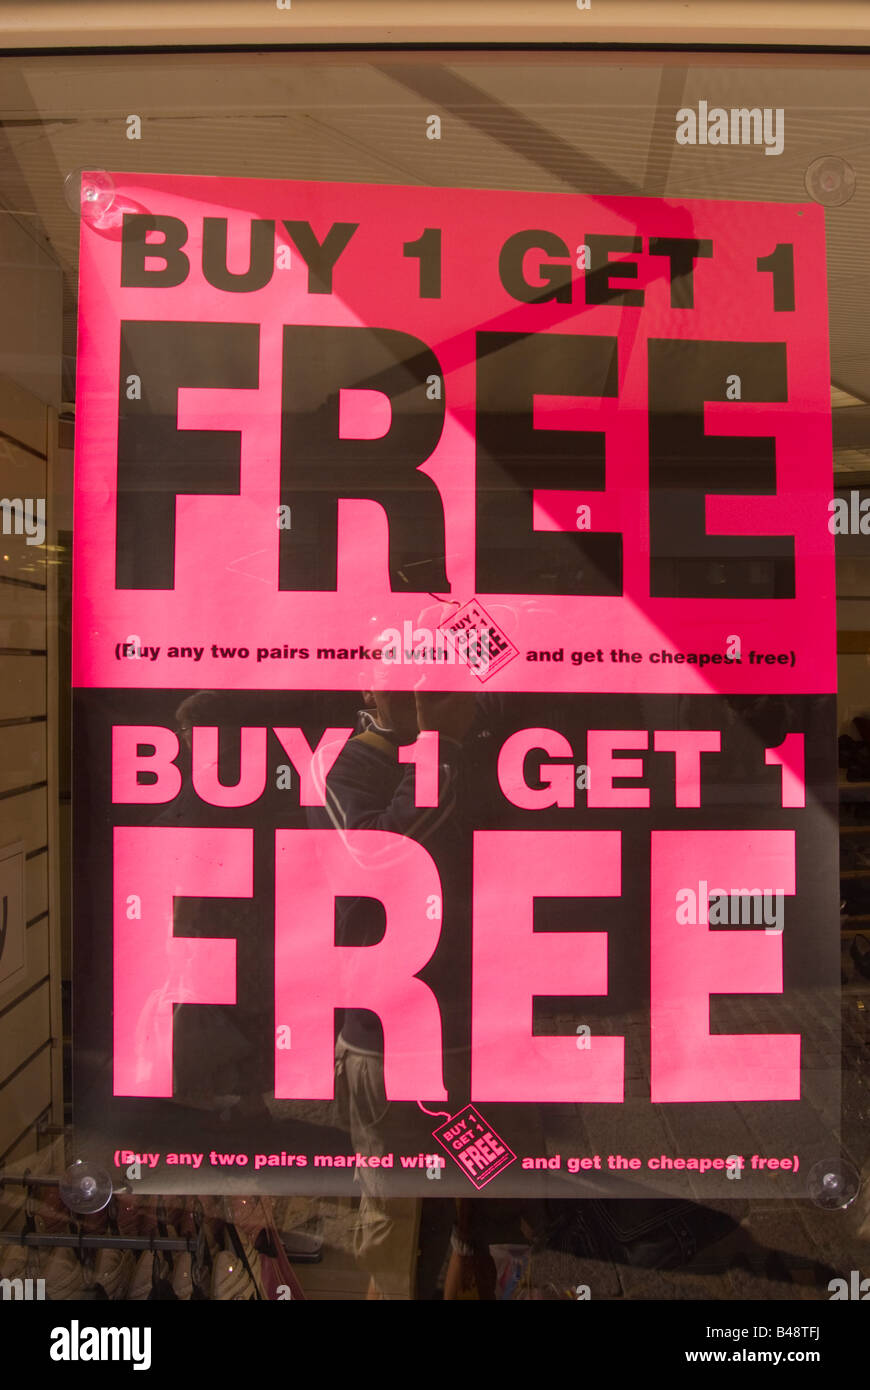 BUY 1 GET 1
FREE
(Buy any two pairs marked with BUY 1 GET 1 FREE and get the cheapest free)
BUY 1 GET 1
FREE
(Buy any two pairs marked with BUY 1 GET 1 FREE and get the cheapest free)
alamy
alamy
alamy
Image ID: B48TFJ
www.alamy.com